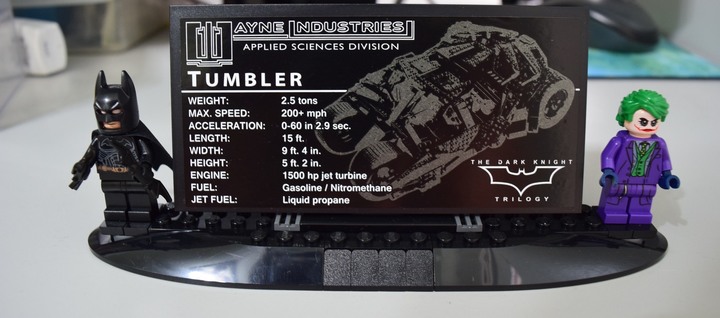 WAYNE INDUSTRIES
APPLIED SCIENCES DIVISION
TUMBLER
WEIGHT: 2.5 tons
MAX. SPEED: 200+ mph
ACCELERATION: 0-60 in 2.9 sec.
LENGTH: 15 ft.
WIDTH: 9 ft. 4 in.
HEIGHT: 5 ft. 2 in.
ENGINE: 1500 hp jet turbine
FUEL: Gasoline / Nitromethane
JET FUEL: Liquid propane
THE DARK KNIGHT
TRILOGY